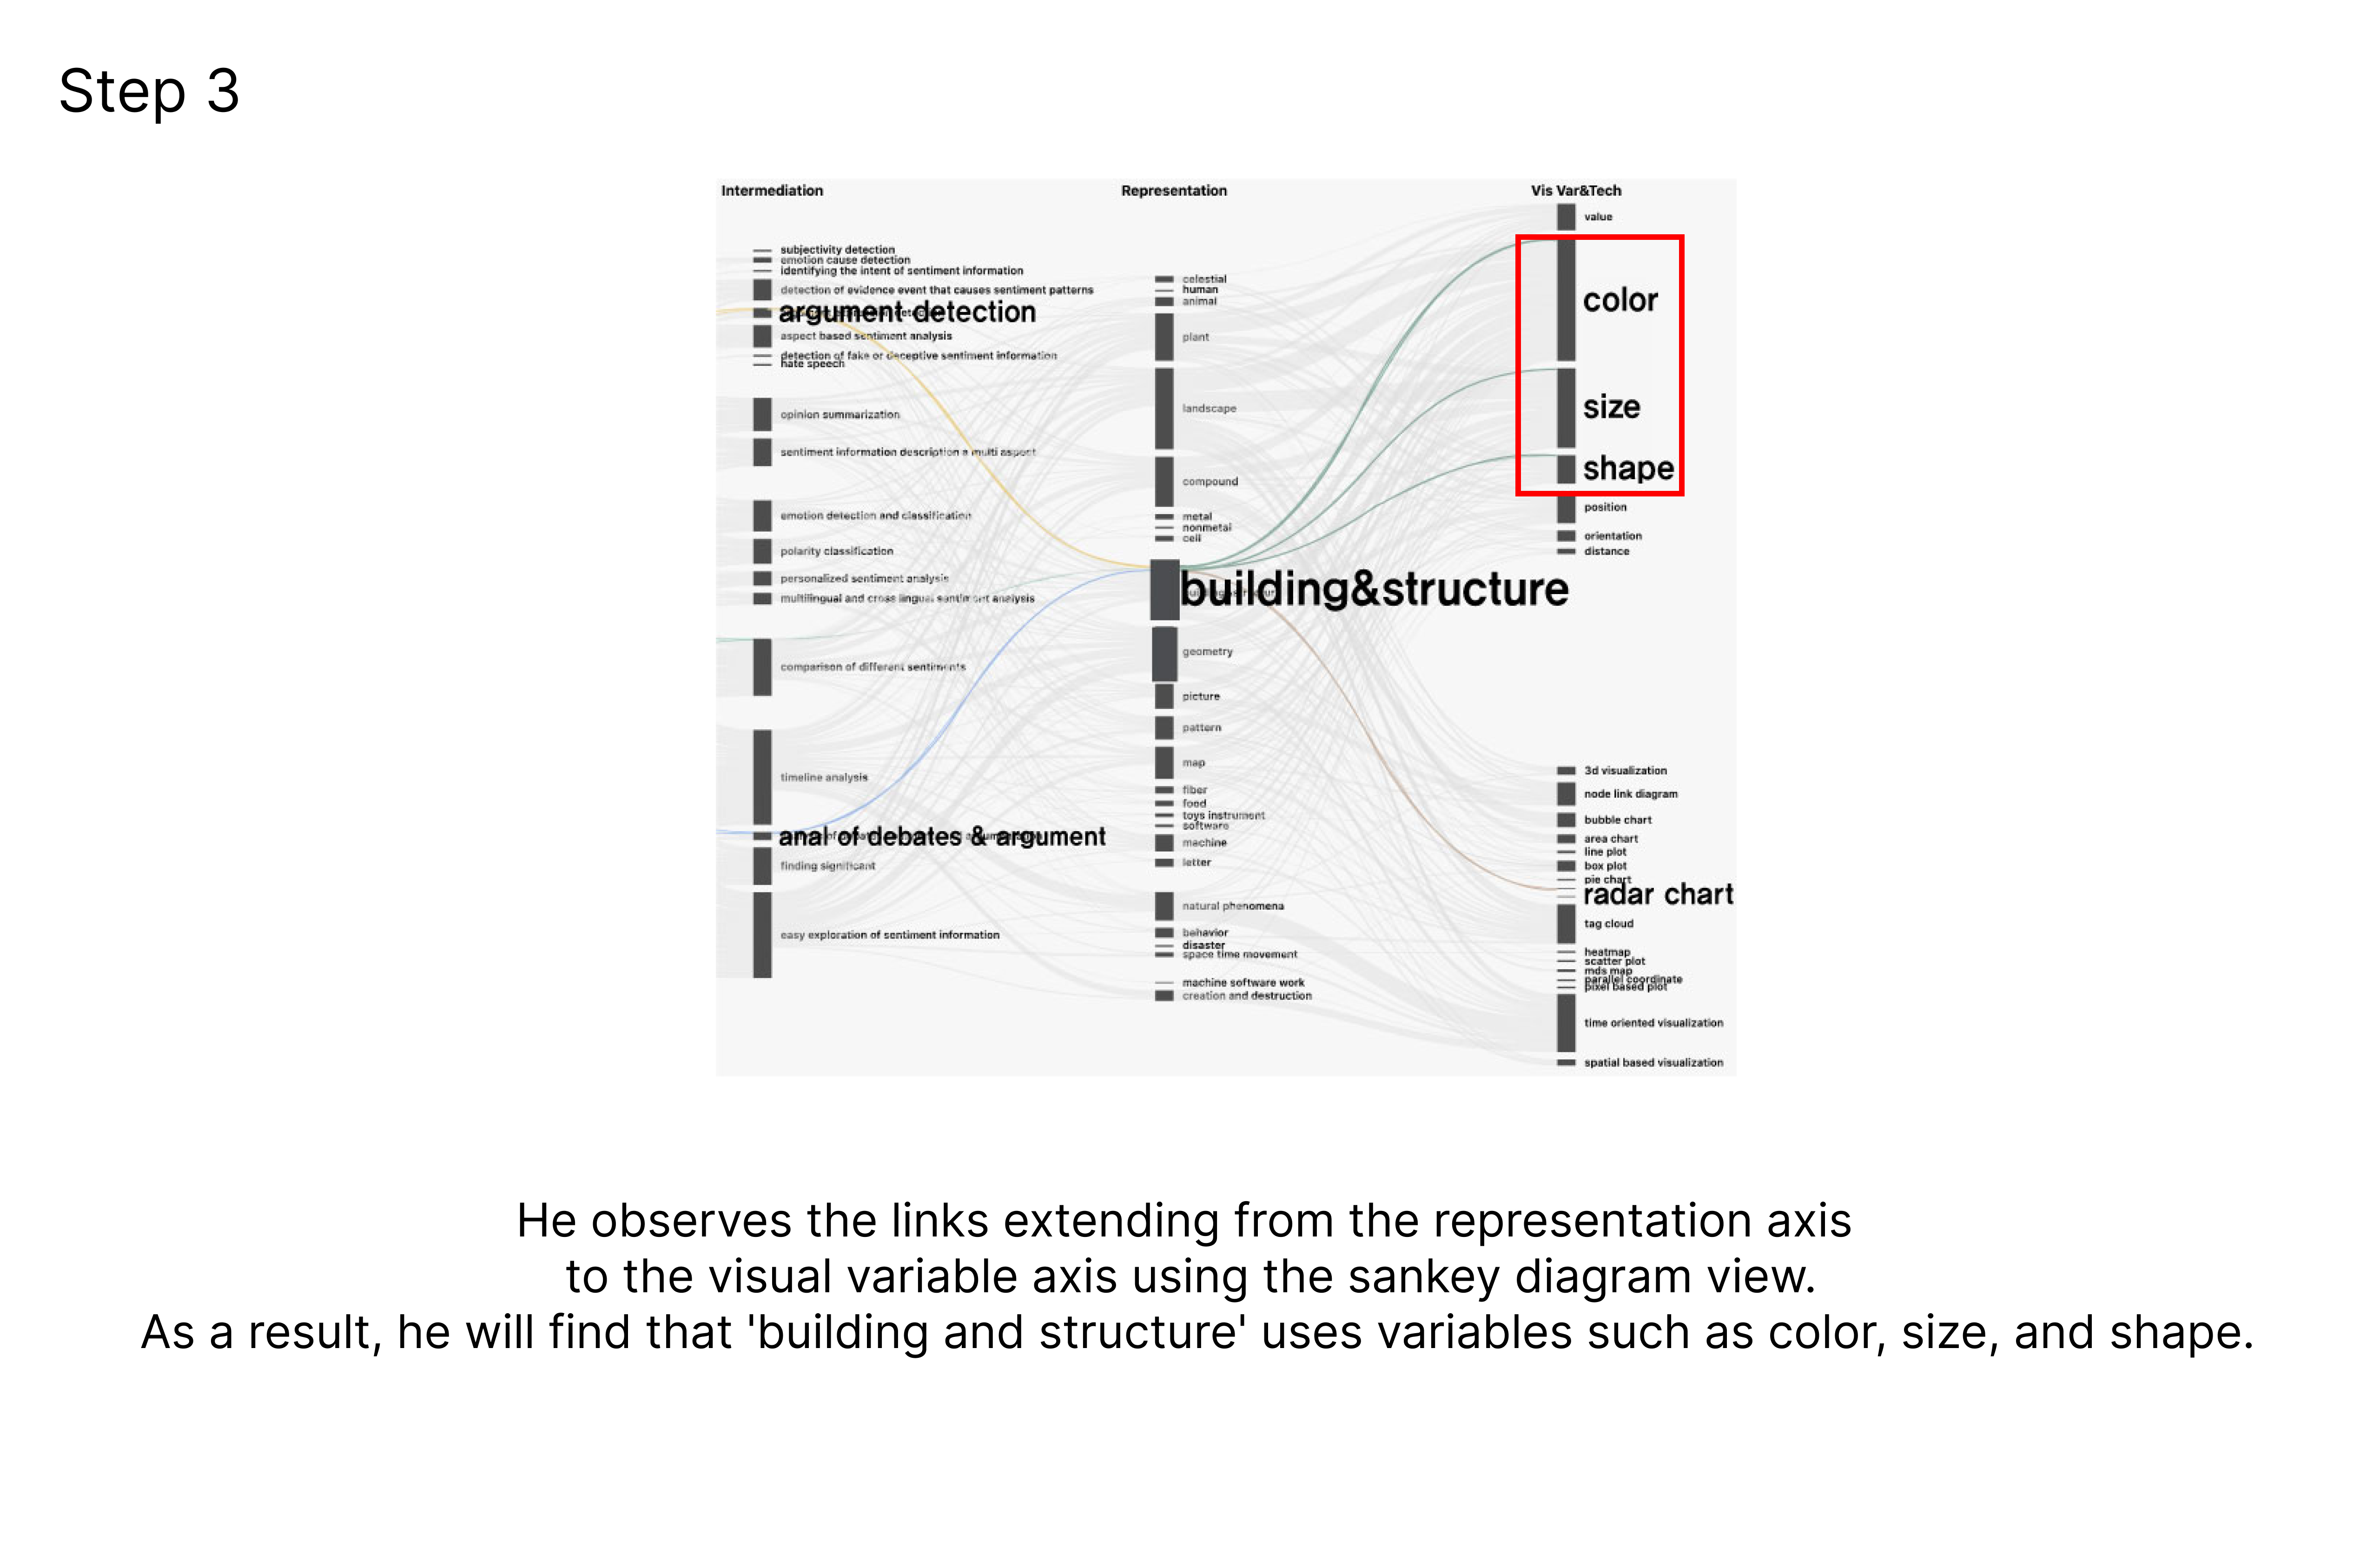 Step 3
Intermediation
Representation
Vis Var&Tech
subjectivity detection
emotion cause detection
identifying the intent of sentiment information
detection of evidence event that causes sentiment patterns
argument detection
aspect based sentiment analysis
detection of fake or deceptive sentiment information
hate speech
opinion summarization
sentiment information description a multi aspect
emotion detection and classification
polarity classification
personalized sentiment analysis
multilingual and cross lingual sentiment analysis
comparison of different sentiments
timeline analysis
anal of debates & argument
finding significant
easy exploration of sentiment information
celestial
human
animal
plant
landscape
compound
metal
nonmetal
cell
building&structure
geometry
picture
pattern
map
fiber
food
toys instrument
software
machine
letter
natural phenomena
behavior
disaster
space time movement
machine software work
creation and destruction
value
color
size
shape
position
orientation
distance
3d visualization
node link diagram
bubble chart
area chart
line plot
box plot
pie chart
radar chart
tag cloud
heatmap
scatter plot
mds map
parallel coordinate
pixel based plot
time oriented visualization
spatial based visualization
He observes the links extending from the representation axis
to the visual variable axis using the sankey diagram view.
As a result, he will find that 'building and structure' uses variables such as color, size, and shape.